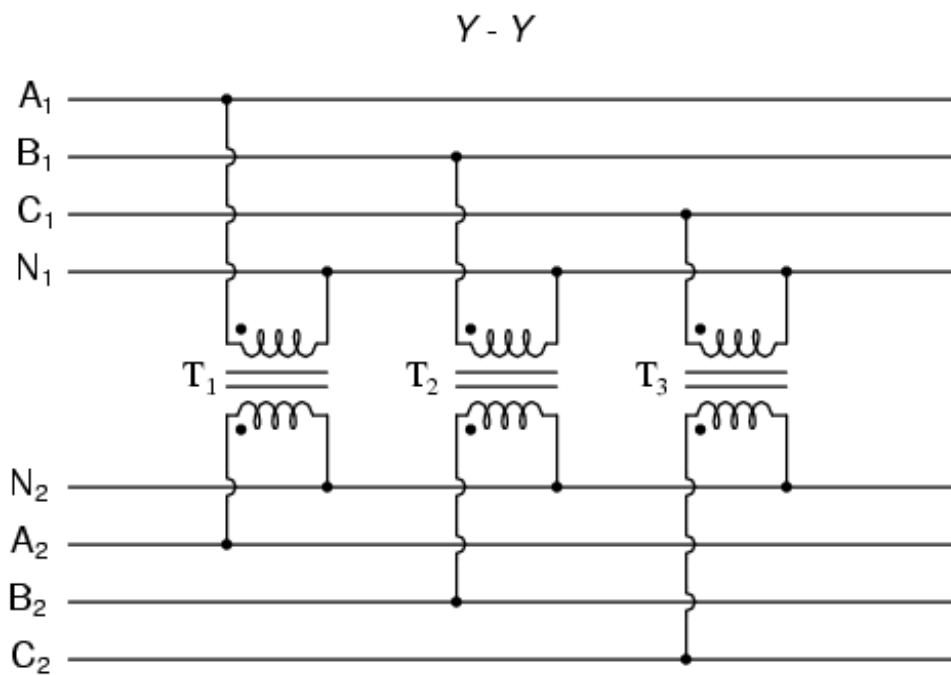 Y - Y
A₁
B₁
C₁
N₁
T₁ T₂ T₃
N₂
A₂
B₂
C₂